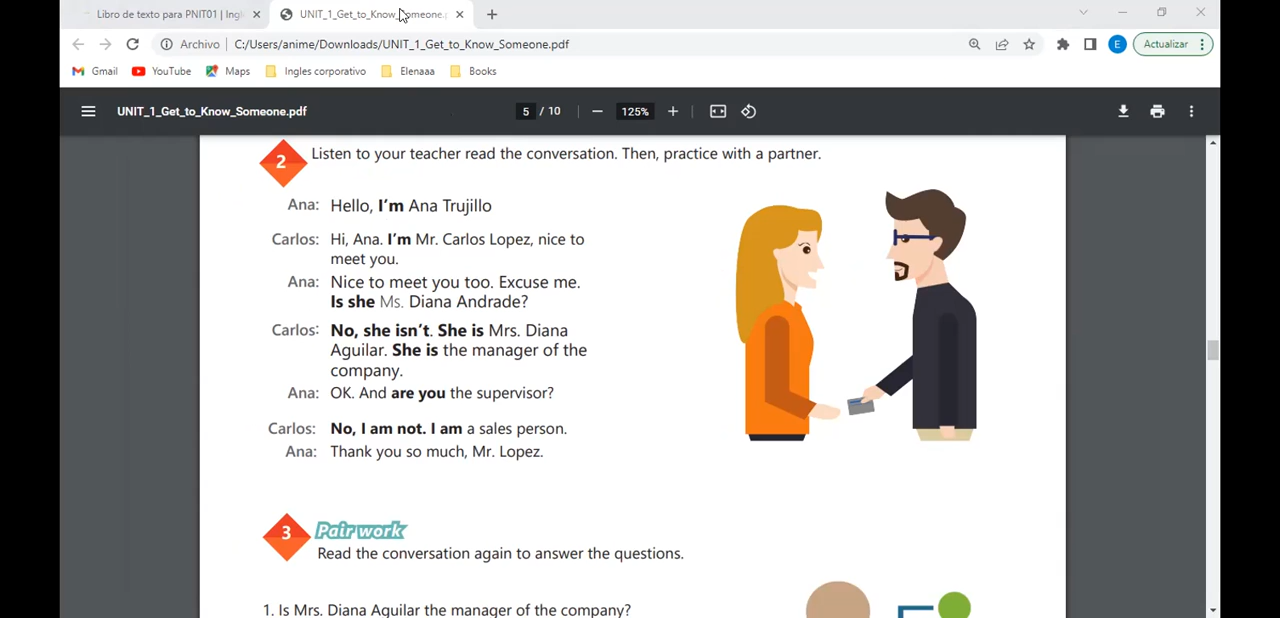 Libro de texto para PNIT01 | Ingl
UNIT_1_Get_to_Know_Someone.
Archivo C:/Users/anime/Downloads/UNIT_1_Get_to_Know_Someone.pdf E Actualizar
Gmail YouTube Maps Ingles corporativo Elenaaa Books
UNIT_1_Get_to_Know_Someone.pdf 5 / 10 125%
2 Listen to your teacher read the conversation. Then, practice with a partner.
Ana: Hello, I'm Ana Trujillo
Carlos: Hi, Ana. I'm Mr. Carlos Lopez, nice to
meet you.
Ana: Nice to meet you too. Excuse me.
Is she Ms. Diana Andrade?
Carlos: No, she isn't. She is Mrs. Diana
Aguilar. She is the manager of the
company.
Ana: OK. And are you the supervisor?
Carlos: No, I am not. I am a sales person.
Ana: Thank you so much, Mr. Lopez.
3 Pair work
Read the conversation again to answer the questions.
1. Is Mrs. Diana Aguilar the manager of the company?